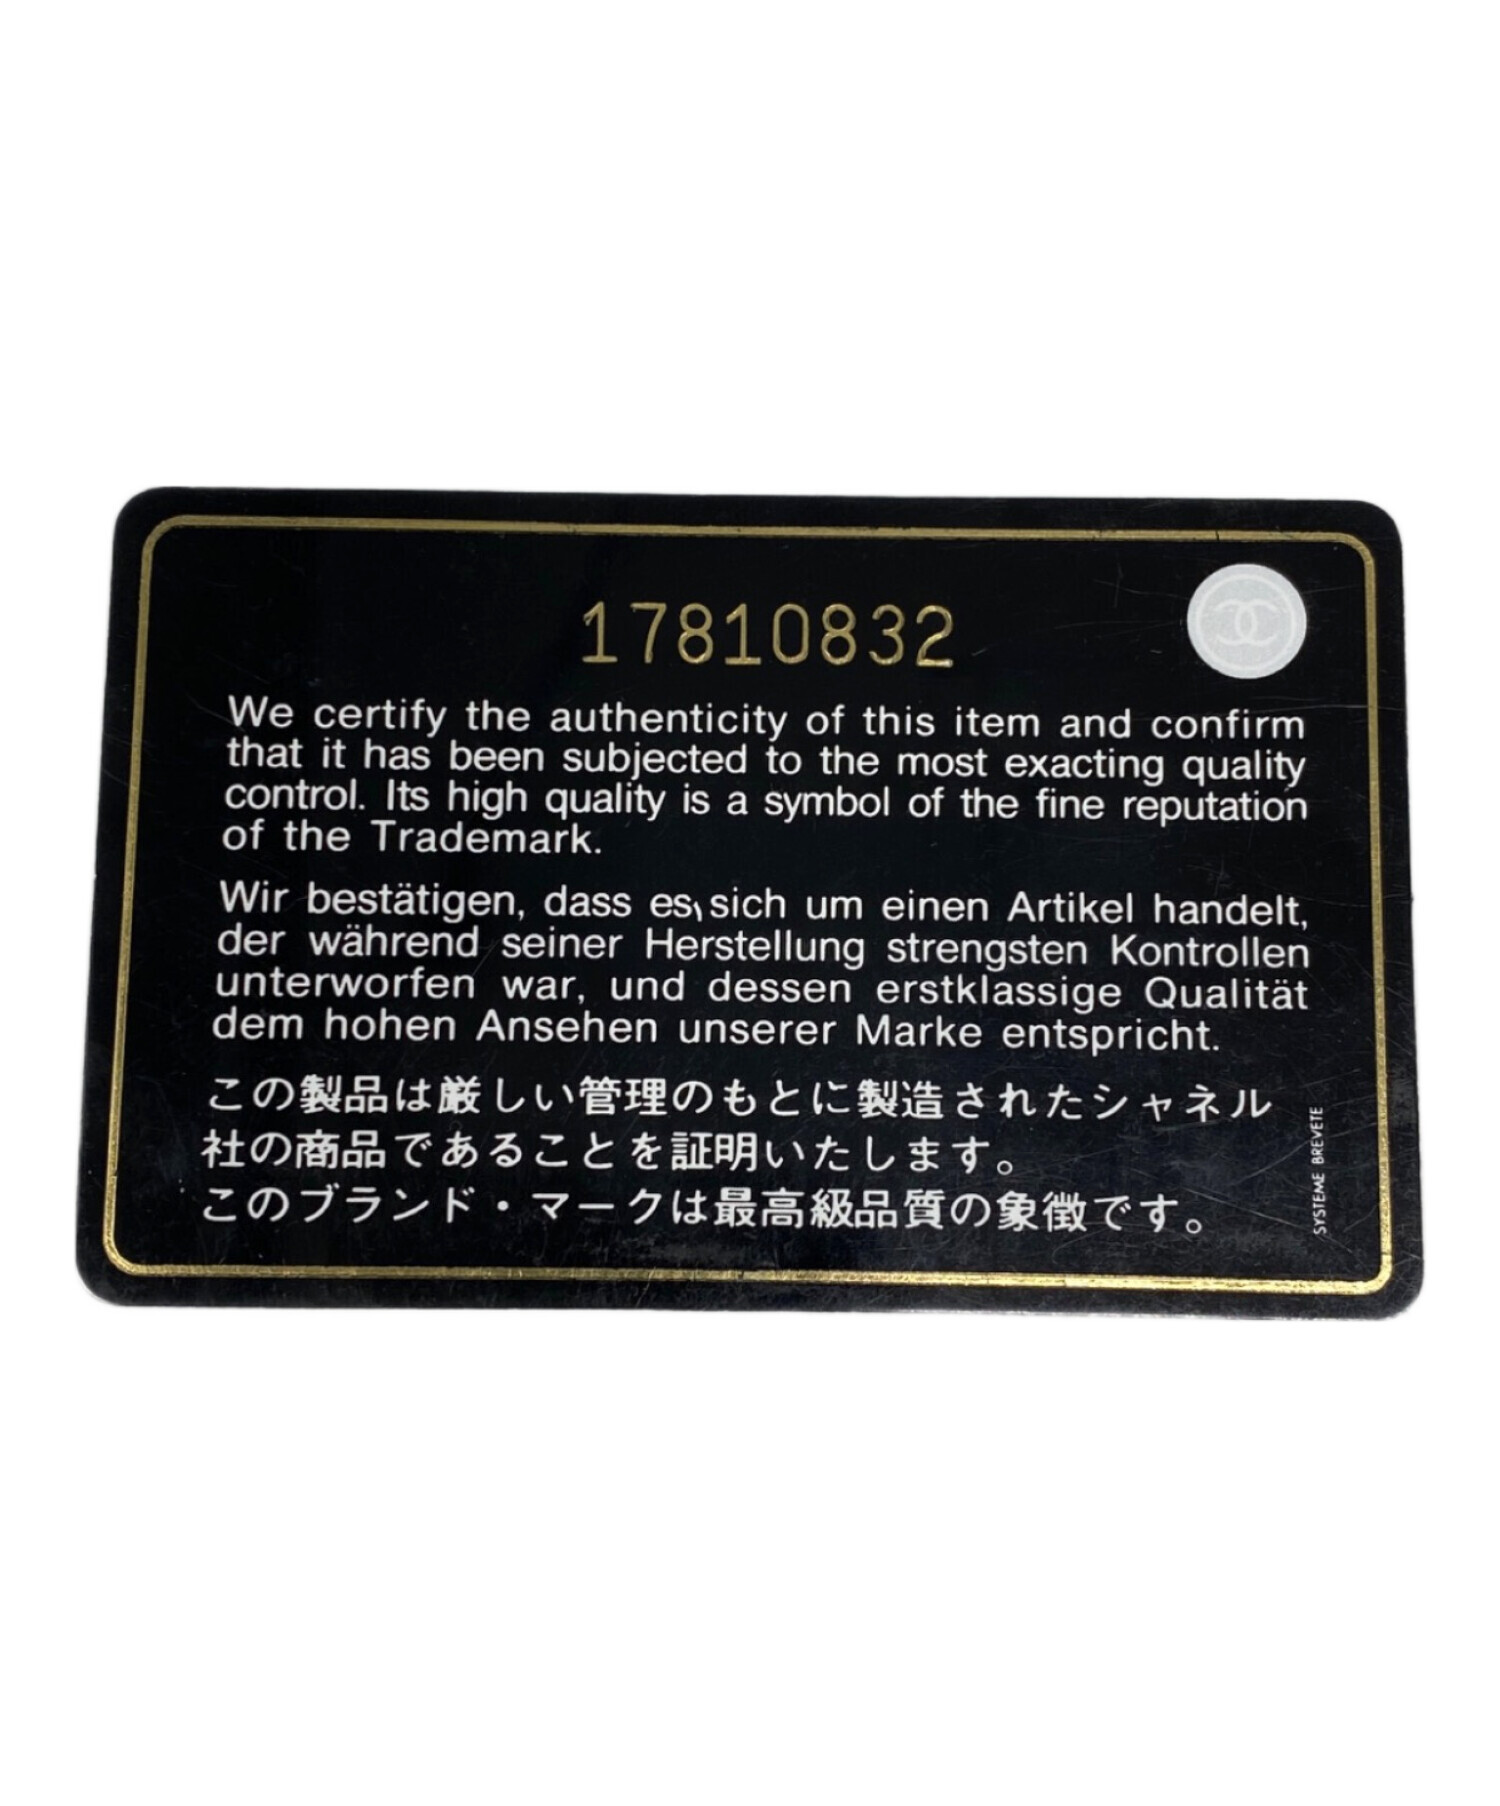 17810832
We certify the authenticity of this item and confirm
that it has been subjected to the most exacting quality
control. Its high quality is a symbol of the fine reputation
of the Trademark.
Wir bestätigen, dass es sich um einen Artikel handelt,
der während seiner Herstellung strengsten Kontrollen
unterworfen war, und dessen erstklassige Qualität
dem hohen Ansehen unserer Marke entspricht.
この製品は厳しい管理のもとに製造されたシャネル
社の商品であることを証明いたします。
このブランド・マークは最高級品質の象徴です。
SYSTEME BREVETE